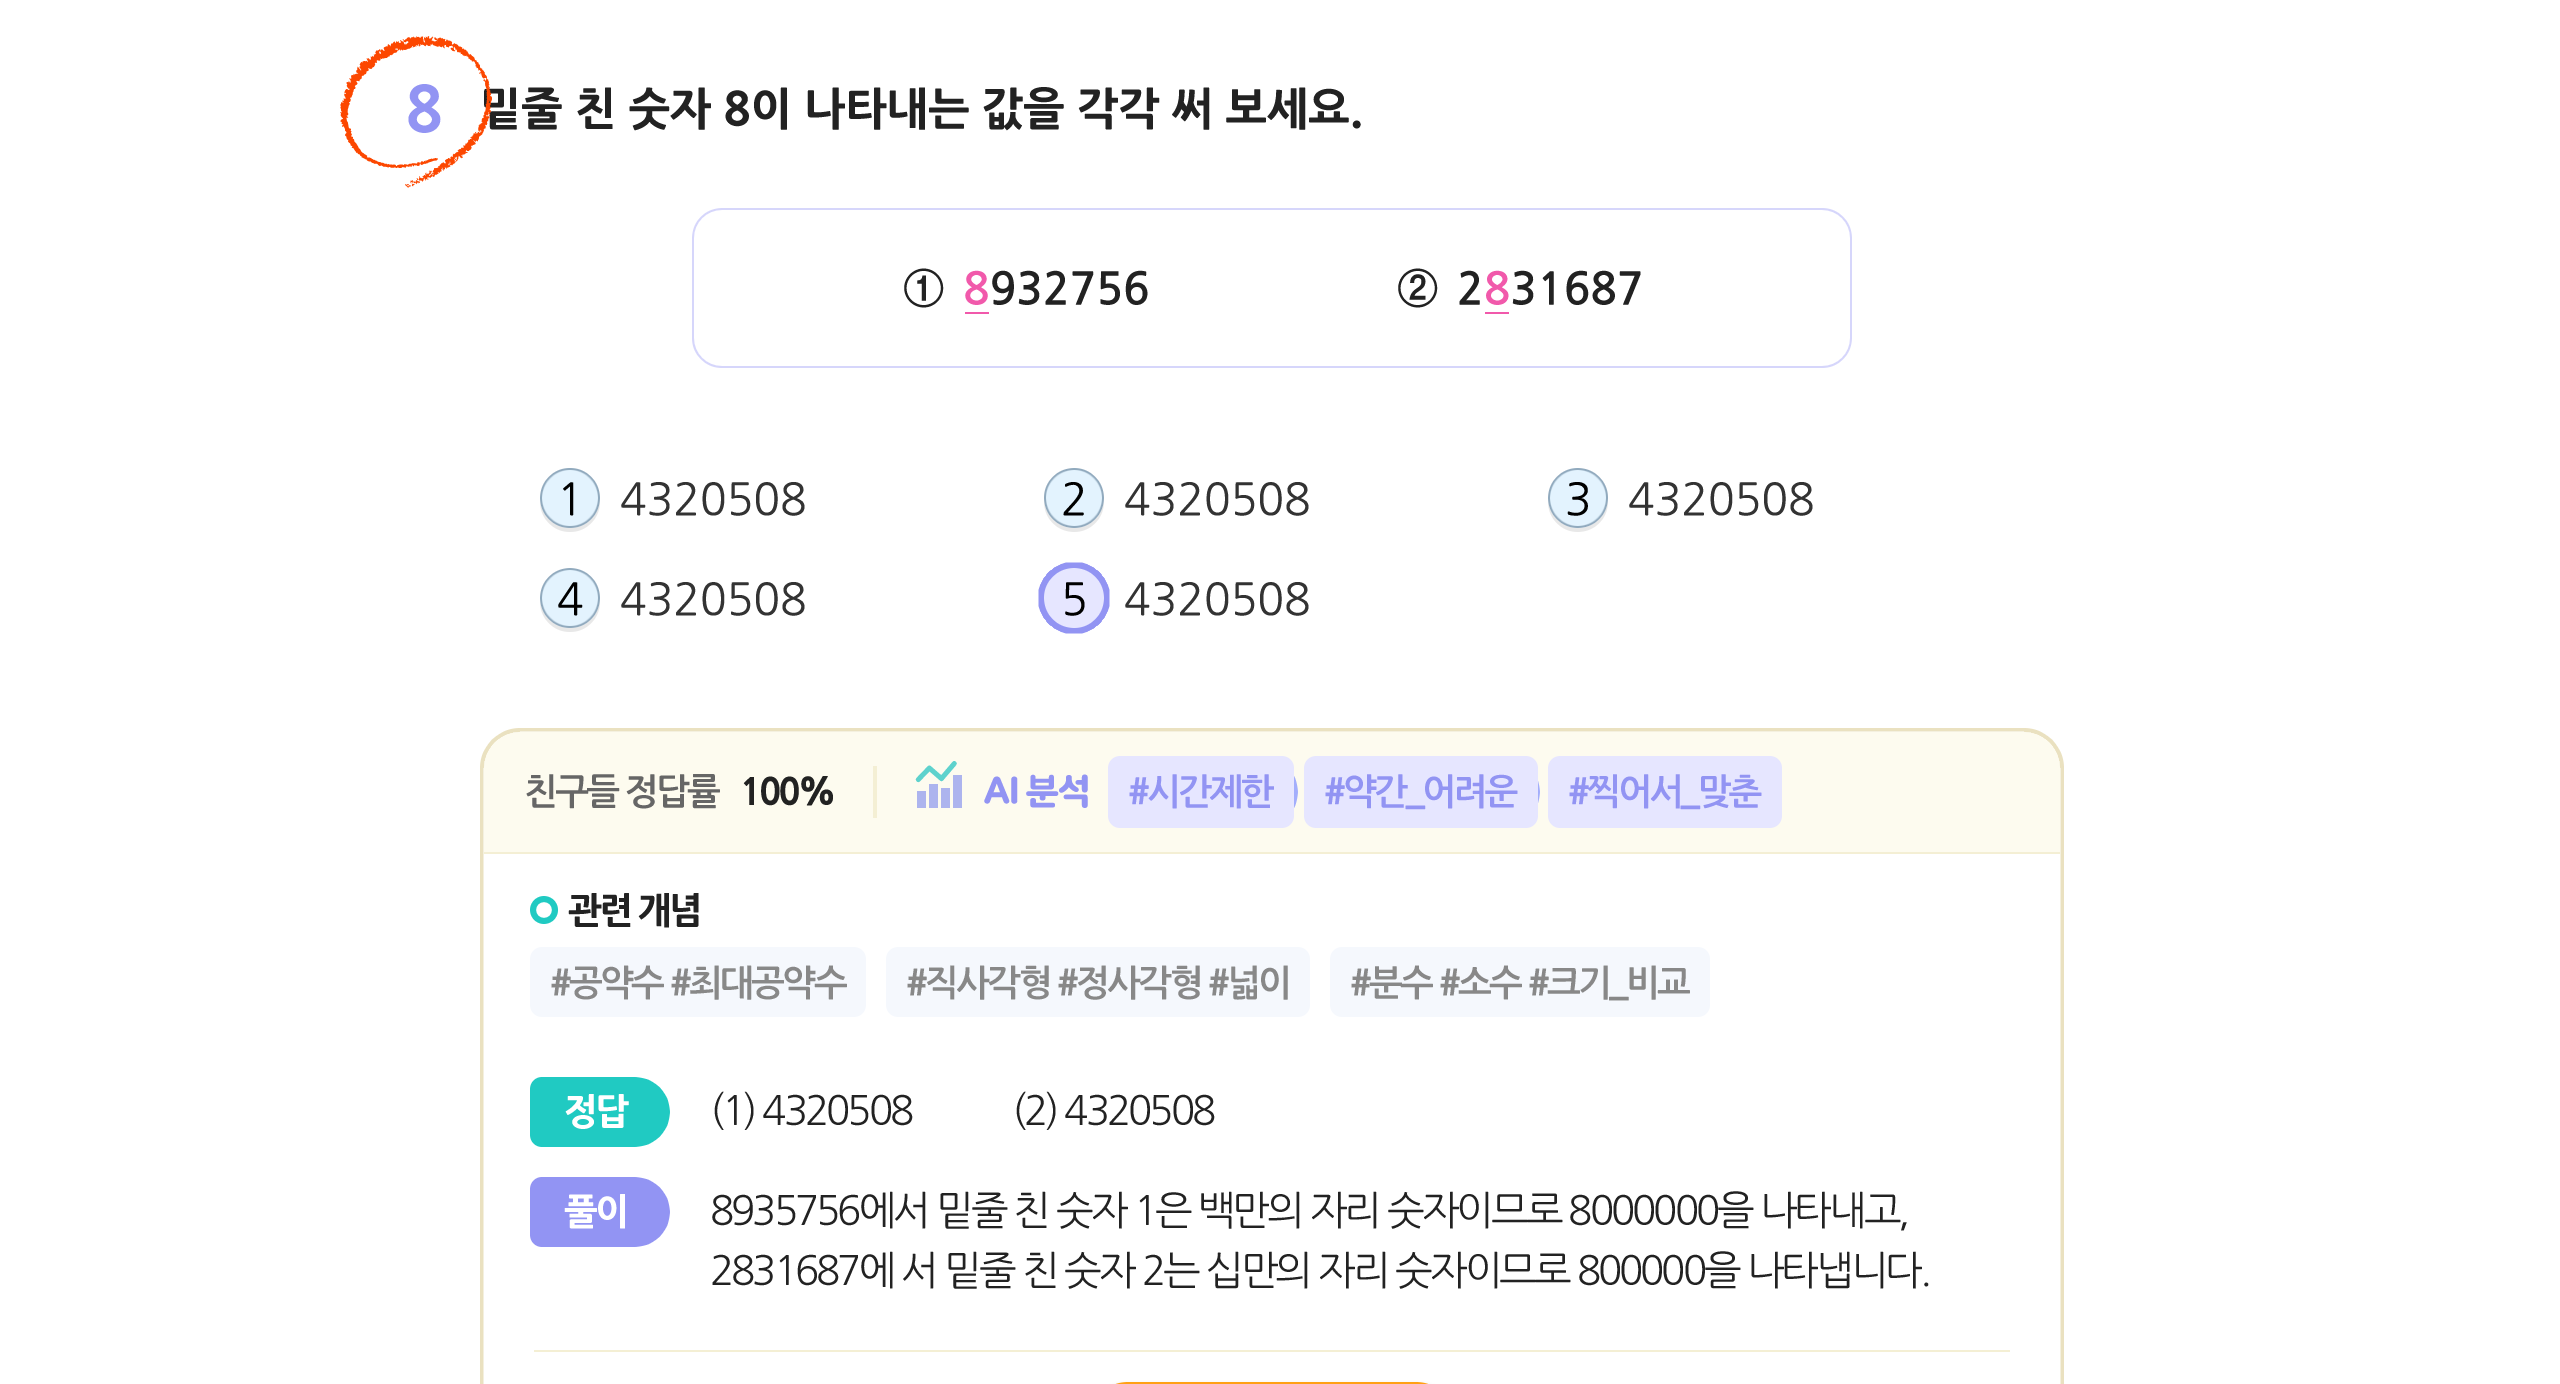 8 밑줄 친 숫자 8이 나타내는 값을 각각 써 보세요.
① 8932756 ② 2831687
1 4320508 2 4320508 3 4320508
4 4320508 5 4320508
친구들 정답률 100% AI 분석 #시간제한 #약간_어려운 #찍어서_맞춘
관련 개념
#공약수 #최대공약수 #직사각형 #정사각형 #넓이 #분수 #소수 #크기_비교
정답 (1) 4320508 (2) 4320508
풀이 8935756에서 밑줄 친 숫자 1은 백만의 자리 숫자이므로 8000000을 나타내고,
2831687에 서 밑줄 친 숫자 2는 십만의 자리 숫자이므로 800000을 나타냅니다.